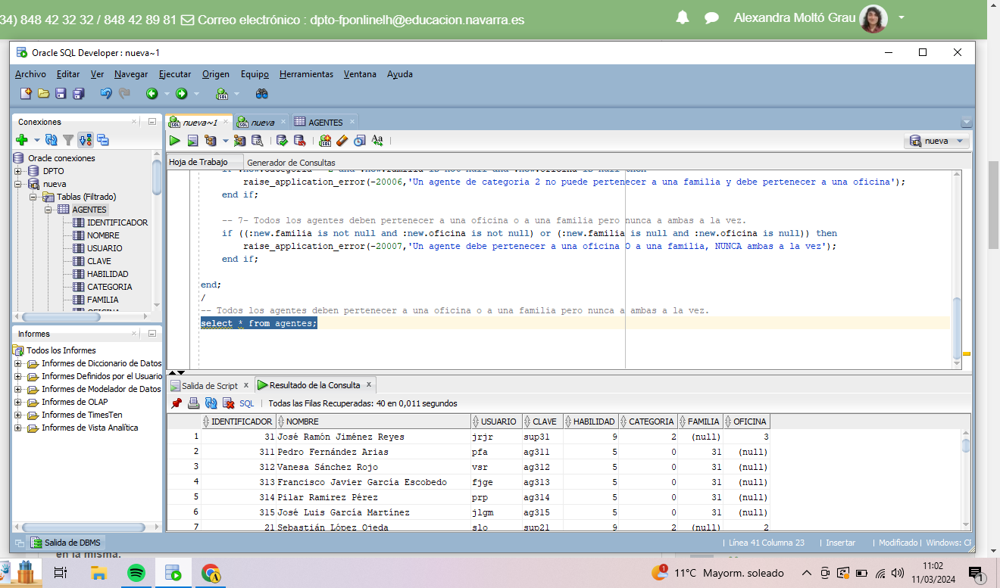 34) 848 42 32 32 / 848 42 89 81 Correo electrónico : dpto-fponlinelh@educacion.navarra.es
Alexandra Moltó Grau
Oracle SQL Developer : nueva~1
Archivo Editar Ver Navegar Ejecutar Origen Equipo Herramientas Ventana Ayuda
Conexiones
nueva~1 nueva AGENTES
nueva
Hoja de Trabajo Generador de Consultas
Oracle conexiones
DPTO
nueva
Tablas (Filtrado)
AGENTES
IDENTIFICADOR
NOMBRE
USUARIO
CLAVE
HABILIDAD
CATEGORIA
FAMILIA
raise_application_error(-20006,'Un agente de categoria 2 no puede pertenecer a una familia y debe pertenecer a una oficina');
end if;
-- 7- Todos los agentes deben pertenecer a una oficina o a una familia pero nunca a ambas a la vez.
if ((:new.familia is not null and :new.oficina is not null) or (:new.familia is null and :new.oficina is null)) then
raise_application_error(-20007,'Un agente debe pertenecer a una oficina O a una familia, NUNCA ambas a la vez');
end if;
end;
/
-- Todos los agentes deben pertenecer a una oficina o a una familia pero nunca a ambas a la vez.
select * from agentes;
Informes
Todos los Informes
Informes de Diccionario de Datos
Informes Definidos por el Usuario
Informes de Modelador de Datos
Informes de OLAP
Informes de TimesTen
Informes de Vista Analítica
Salida de Script Resultado de la Consulta
SQL Todas las Filas Recuperadas: 40 en 0,011 segundos
IDENTIFICADOR NOMBRE USUARIO CLAVE HABILIDAD CATEGORIA FAMILIA OFICINA
1 31 José Ramón Jiménez Reyes jrjr sup31 9 2 (null) 3
2 311 Pedro Fernández Arias pfa ag311 5 0 31 (null)
3 312 Vanesa Sánchez Rojo vsr ag312 5 0 31 (null)
4 313 Francisco Javier García Escobedo fjge ag313 5 0 31 (null)
5 314 Pilar Ramirez Pérez prp ag314 5 0 31 (null)
6 315 José Luis García Martínez jlgm ag315 5 0 31 (null)
7 21 Sebastián López Ojeda slo sup21 9 2 (null) 2
Salida de DBMS
Línea 41 Columna 23 | Insertar | Modificado | Windows:
en la misma.
1 11°C Mayorm. soleado
11:02
11/03/2024
1